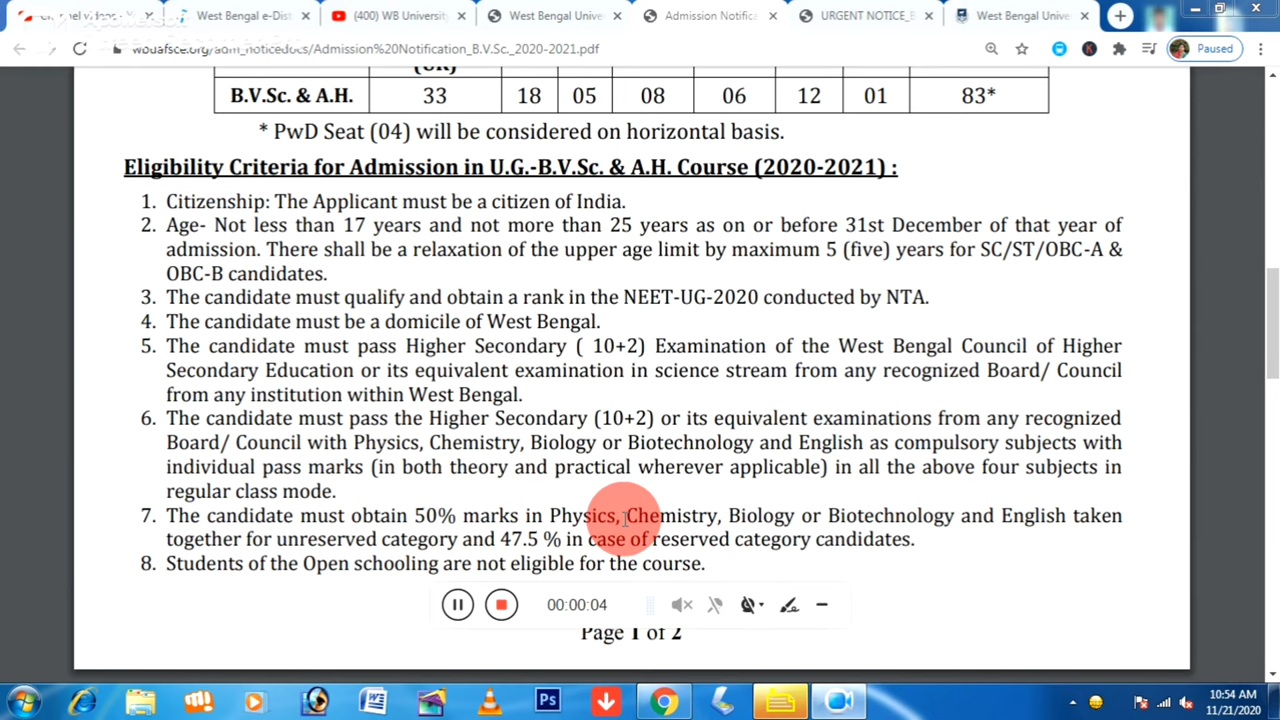 West Bengal e-Dist
(400) WB University
West Bengal Unive
Admission Notifica
URGENT NOTICE_B
West Bengal Unive
wbuafsce.org/adm_noticedocs/Admission%20Notification_B.V.Sc._2020-2021.pdf
Paused
(UR)
B.V.Sc. & A.H. 33 18 05 08 06 12 01 83*
* PwD Seat (04) will be considered on horizontal basis.
Eligibility Criteria for Admission in U.G.-B.V.Sc. & A.H. Course (2020-2021) :
1. Citizenship: The Applicant must be a citizen of India.
2. Age- Not less than 17 years and not more than 25 years as on or before 31st December of that year of
admission. There shall be a relaxation of the upper age limit by maximum 5 (five) years for SC/ST/OBC-A &
OBC-B candidates.
3. The candidate must qualify and obtain a rank in the NEET-UG-2020 conducted by NTA.
4. The candidate must be a domicile of West Bengal.
5. The candidate must pass Higher Secondary ( 10+2) Examination of the West Bengal Council of Higher
Secondary Education or its equivalent examination in science stream from any recognized Board/ Council
from any institution within West Bengal.
6. The candidate must pass the Higher Secondary (10+2) or its equivalent examinations from any recognized
Board/ Council with Physics, Chemistry, Biology or Biotechnology and English as compulsory subjects with
individual pass marks (in both theory and practical wherever applicable) in all the above four subjects in
regular class mode.
7. The candidate must obtain 50% marks in Physics, Chemistry, Biology or Biotechnology and English taken
together for unreserved category and 47.5 % in case of reserved category candidates.
8. Students of the Open schooling are not eligible for the course.
00:00:04
Page 1 of 2
Ps
10:54 AM
11/21/2020